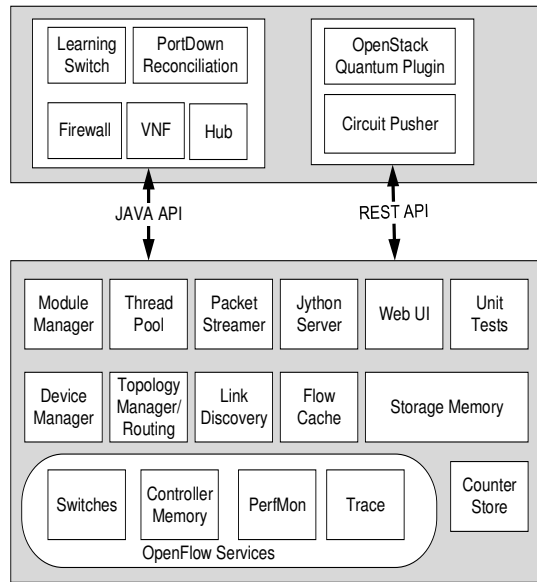 Learning
Switch
PortDown
Reconciliation
OpenStack
Quantum Plugin
Firewall
VNF
Hub
Circuit Pusher
JAVA API
REST API
Module
Manager
Thread
Pool
Packet
Streamer
Jython
Server
Web UI
Unit
Tests
Device
Manager
Topology
Manager/
Routing
Link
Discovery
Flow
Cache
Storage Memory
Switches
Controller
Memory
PerfMon
Trace
Counter
Store
OpenFlow Services